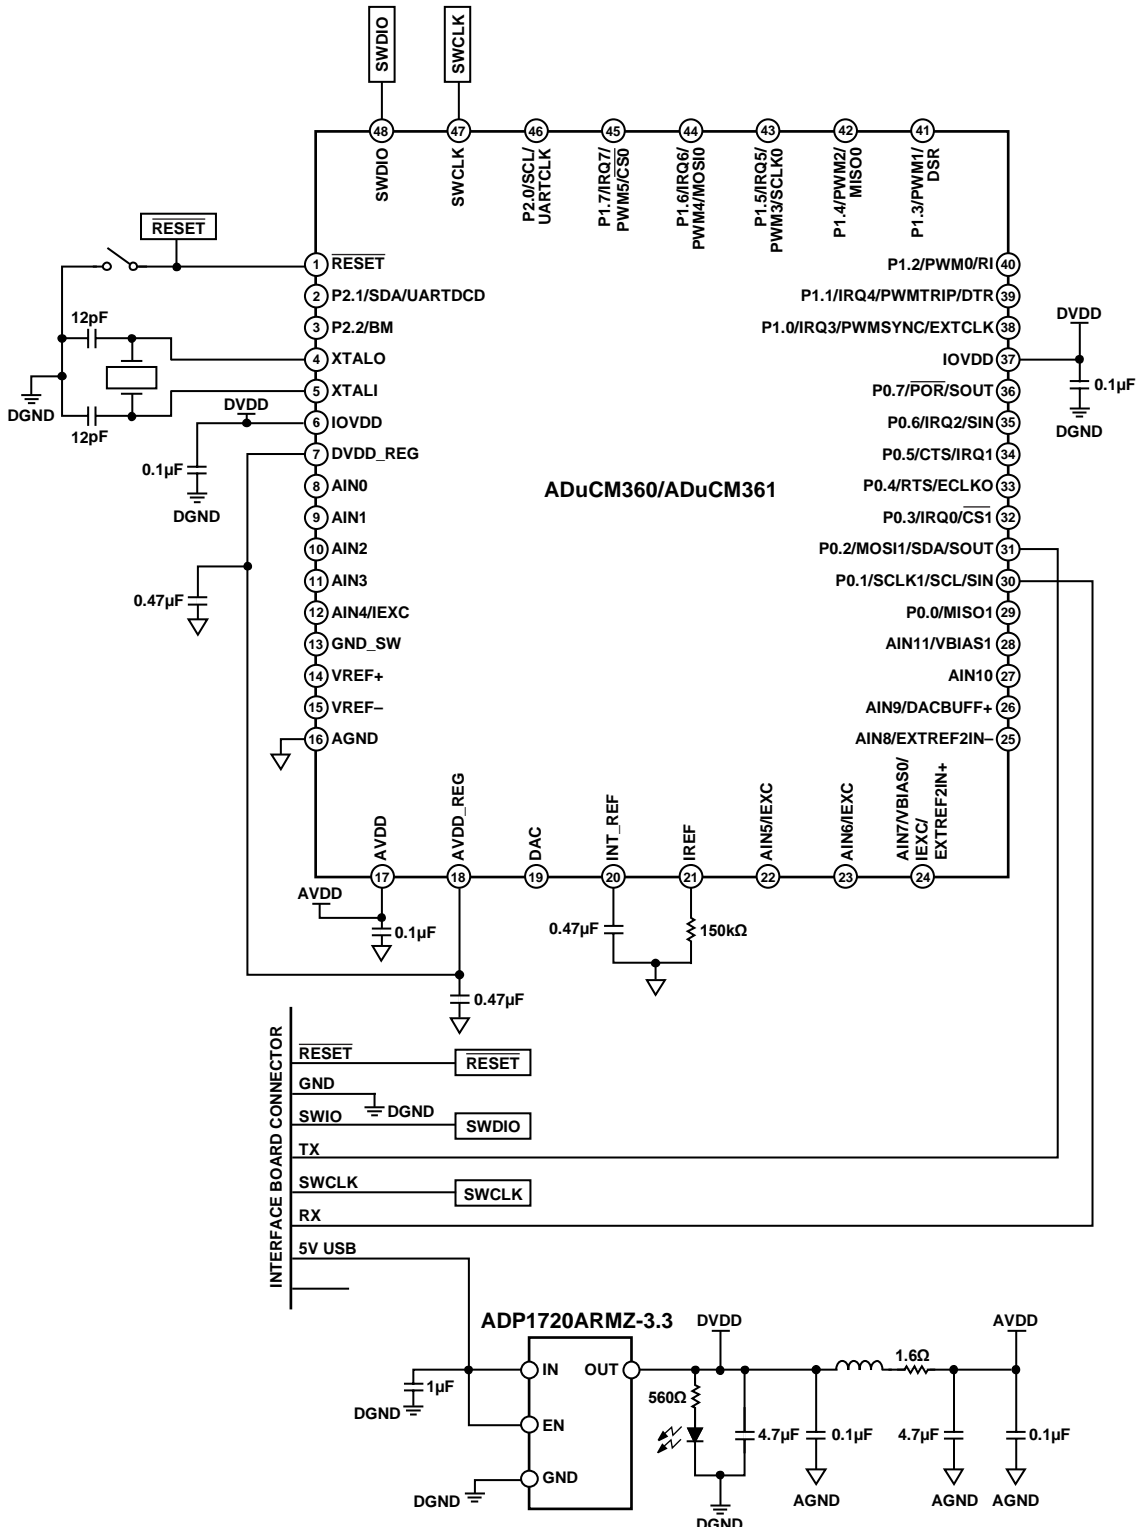 SWDIO
SWCLK
48
47
46
45
44
43
42
41
SWDIO
SWCLK
P2.0/SCL/
UARTCLK
P1.7/IRQ7/
PWM5/CS0
P1.6/IRQ6/
PWM4/MOSI0
P1.5/IRQ5/
PWM3/SCLK0
P1.4/PWM2/
MISO0
P1.3/PWM1/
DSR
RESET
12pF
DGND
12pF
DVDD
0.1µF
DGND
0.47µF
1 RESET
2 P2.1/SDA/UARTDCD
3 P2.2/BM
4 XTALO
5 XTALI
6 IOVDD
7 DVDD_REG
8 AIN0
9 AIN1
10 AIN2
11 AIN3
12 AIN4/IEXC
13 GND_SW
14 VREF+
15 VREF–
16 AGND
ADuCM360/ADuCM361
P1.2/PWM0/RI 40
P1.1/IRQ4/PWMTRIP/DTR 39
P1.0/IRQ3/PWMSYNC/EXTCLK 38
IOVDD 37
P0.7/POR/SOUT 36
P0.6/IRQ2/SIN 35
P0.5/CTS/IRQ1 34
P0.4/RTS/ECLKO 33
P0.3/IRQ0/CS1 32
P0.2/MOSI1/SDA/SOUT 31
P0.1/SCLK1/SCL/SIN 30
P0.0/MISO1 29
AIN11/VBIAS1 28
AIN10 27
AIN9/DACBUFF+ 26
AIN8/EXTREF2IN– 25
DVDD
0.1µF
DGND
AVDD
AVDD_REG
DAC
INT_REF
IREF
AIN5/IEXC
AIN6/IEXC
AIN7/VBIAS0/
IEXC/
EXTREF2IN+
17
18
19
20
21
22
23
24
AVDD
0.1µF
0.47µF
150kΩ
0.47µF
INTERFACE BOARD CONNECTOR
RESET
RESET
GND
DGND
SWIO
SWDIO
TX
SWCLK
SWCLK
RX
5V USB
ADP1720ARMZ-3.3
IN
OUT
EN
GND
1µF
DGND
DGND
DVDD
AVDD
1.6Ω
560Ω
4.7µF
0.1µF
4.7µF
0.1µF
AGND
AGND
AGND
DGND